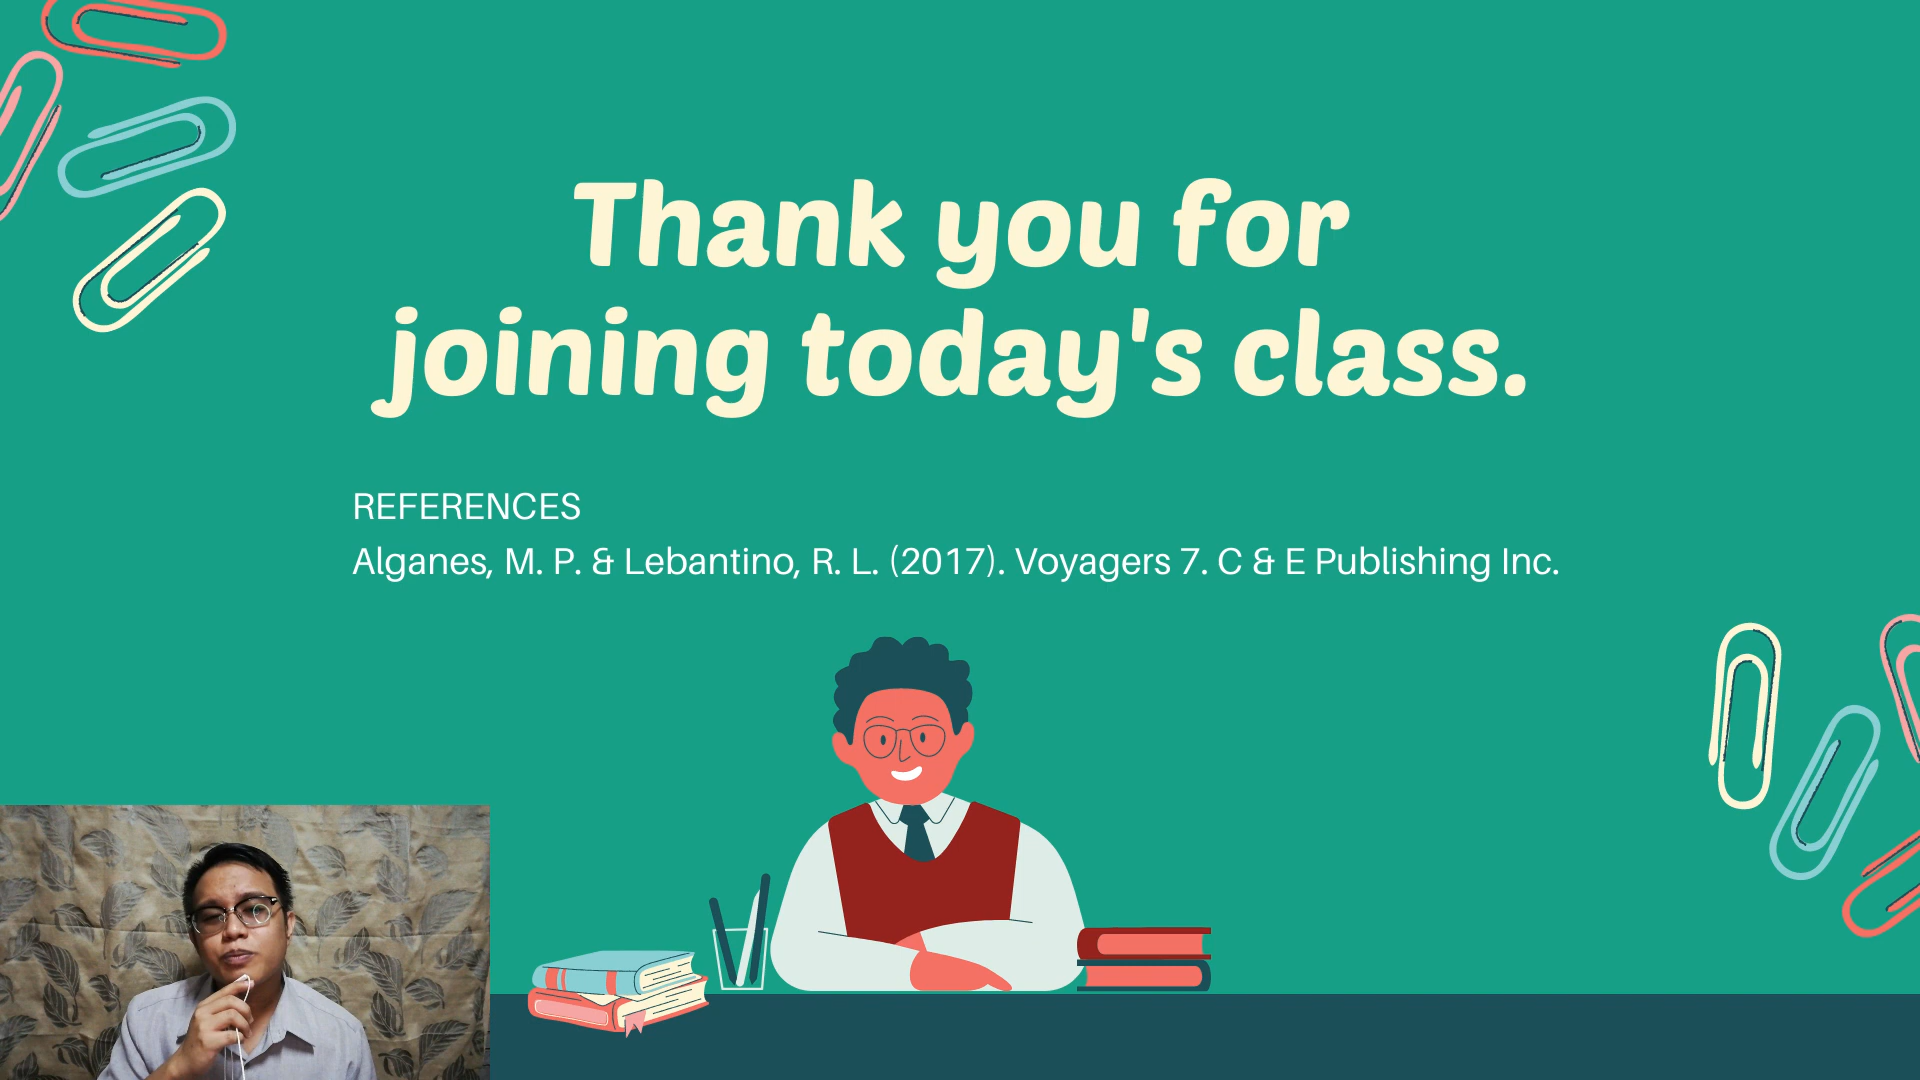 Thank you for
joining today's class.
REFERENCES
Alganes, M. P. & Lebantino, R. L. (2017). Voyagers 7. C & E Publishing Inc.